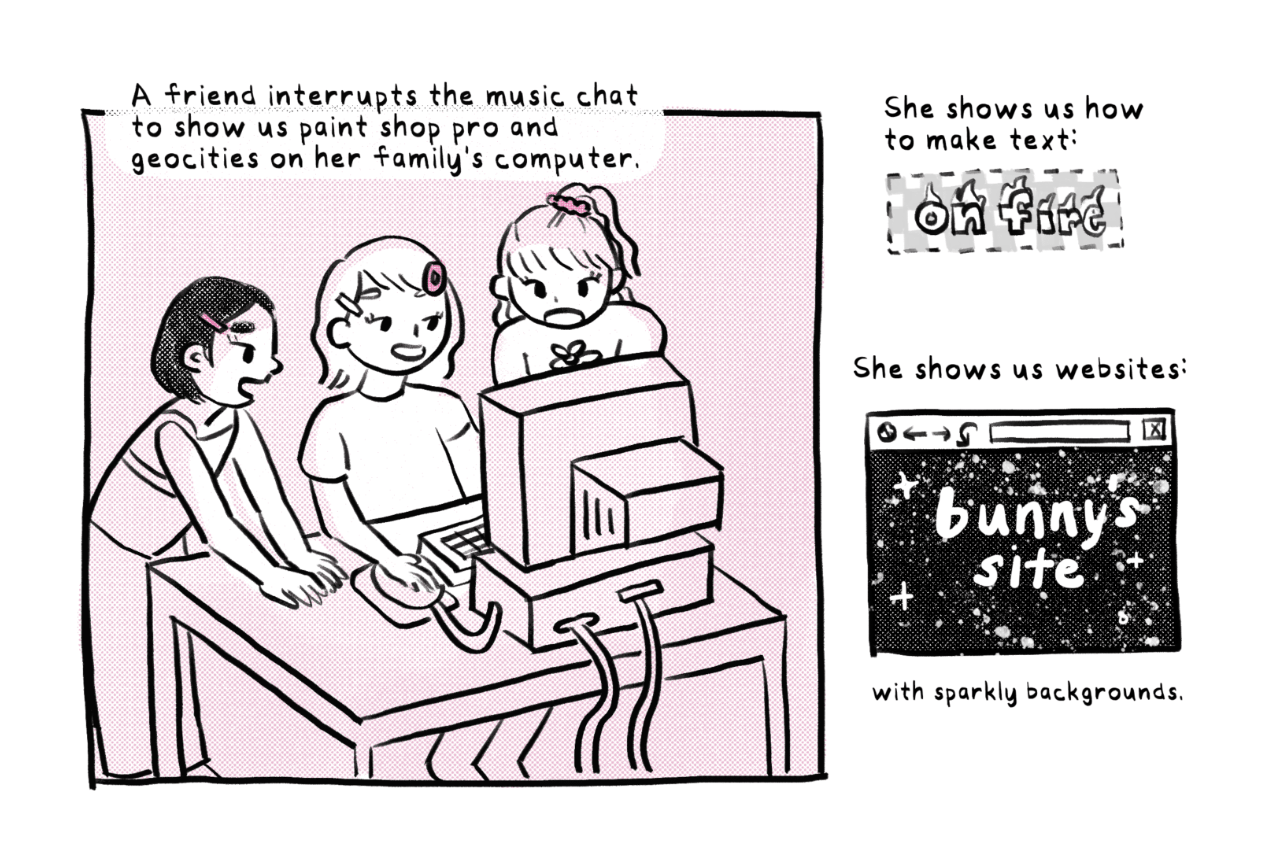 A friend interrupts the music chat
to show us paint shop pro and
geocities on her family's computer.
She shows us how
to make text:
on fire
She shows us websites:
bunnys
site
with sparkly backgrounds.